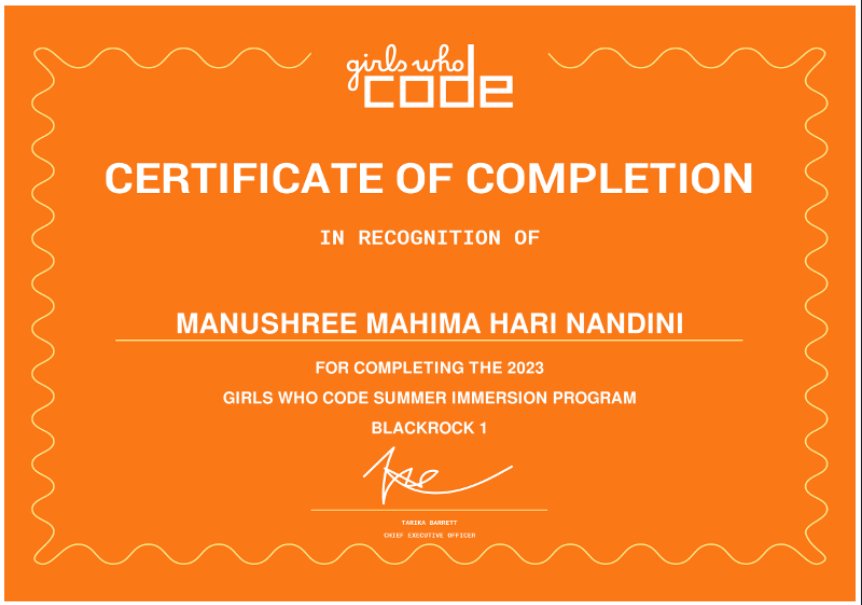 girls who
code
CERTIFICATE OF COMPLETION
IN RECOGNITION OF
MANUSHREE MAHIMA HARI NANDINI
FOR COMPLETING THE 2023
GIRLS WHO CODE SUMMER IMMERSION PROGRAM
BLACKROCK 1
TARIKA BARRETT
CHIEF EXECUTIVE OFFICER